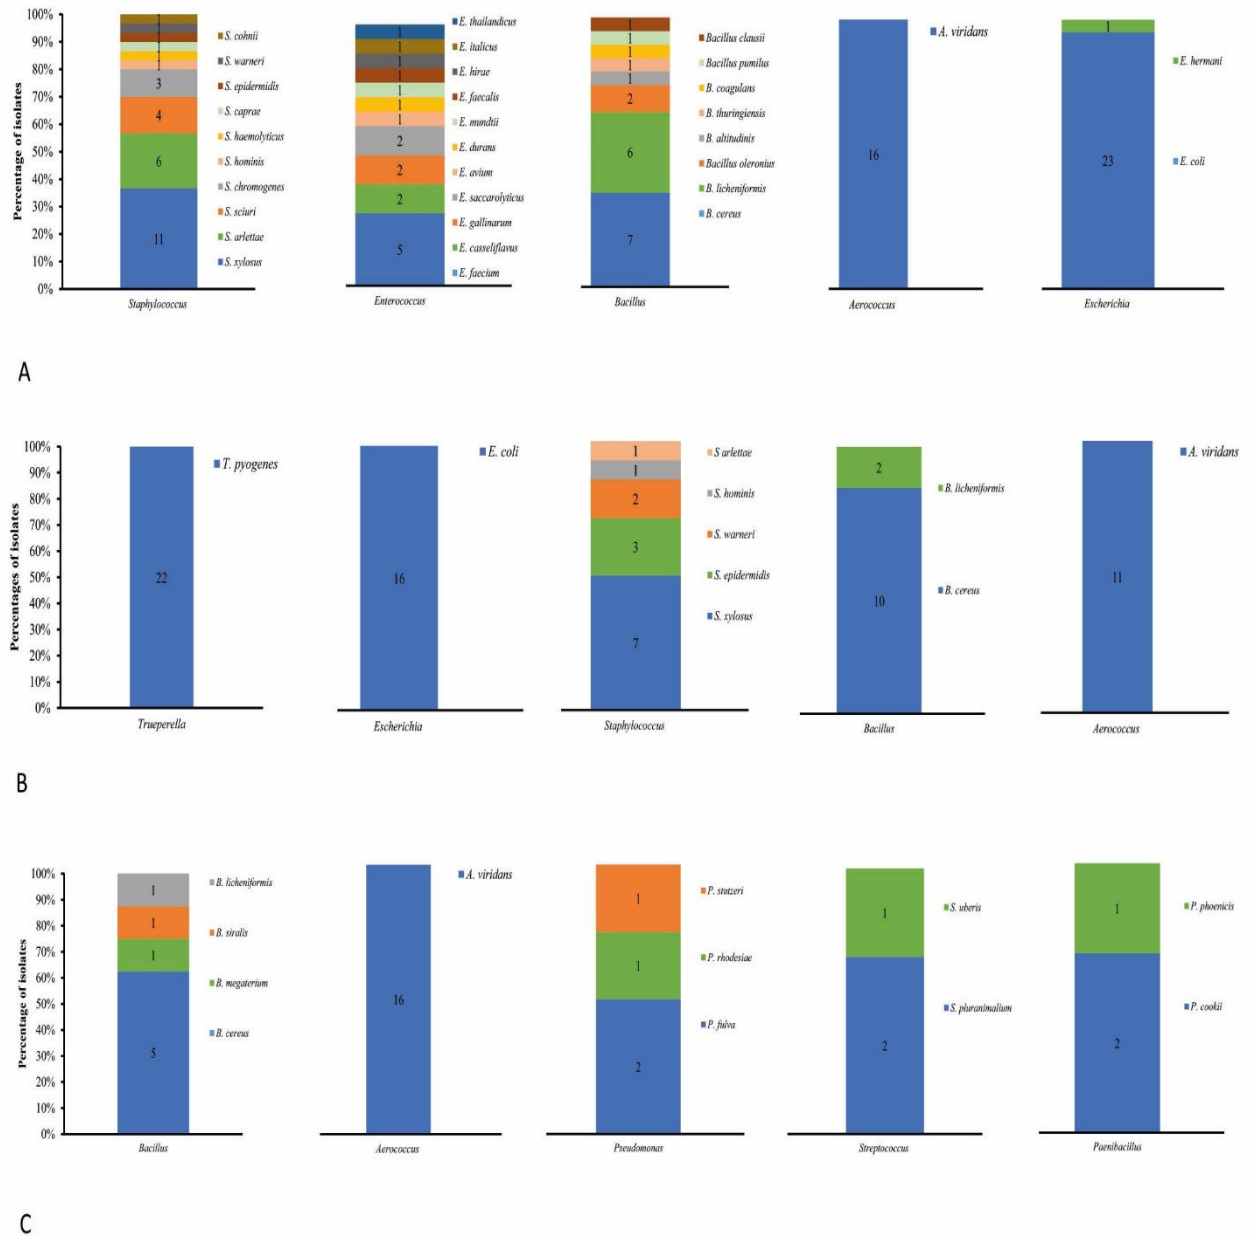 Percentage of isolates
100%
90%
80%
70%
60%
50%
40%
30%
20%
10%
0%
1
1
1
1
1
1
3
4
6
11
Staphylococcus
S. cohnii
S. warneri
S. epidermidis
S. caprae
S. haemolyticus
S. hominis
S. chromogenes
S. sciuri
S. arlettae
S. xylosus
1
1
1
1
1
1
1
2
2
2
5
Enterococcus
E. thailandicus
E. italicus
E. hirae
E. faecalis
E. mundtii
E. durans
E. avium
E. saccarolyticus
E. gallinarum
E. casseliflavus
E. faecium
1
1
1
1
1
2
6
7
Bacillus
Bacillus clausii
Bacillus pumilus
B. coagulans
B. thuringiensis
B. altitudinis
Bacillus oleronius
B. licheniformis
B. cereus
16
Aerococcus
A. viridans
1
23
Escherichia
E. hermani
E. coli
A
Percentages of isolates
100%
90%
80%
70%
60%
50%
40%
30%
20%
10%
0%
22
Trueperella
T. pyogenes
16
Escherichia
E. coli
1
1
2
3
7
Staphylococcus
S arlettae
S. hominis
S. warneri
S. epidermidis
S. xylosus
2
10
Bacillus
B. licheniformis
B. cereus
11
Aerococcus
A. viridans
B
Percentage of isolates
100%
90%
80%
70%
60%
50%
40%
30%
20%
10%
0%
1
1
1
5
Bacillus
B. licheniformis
B. siralis
B. megaterium
B. cereus
16
Aerococcus
A. viridans
1
1
2
Pseudomonas
P. stutzeri
P. rhodesiae
P. fulva
1
2
Streptococcus
S. uberis
S. pluranimalium
1
2
Paenibacillus
P. phoenicis
P. cookii
C